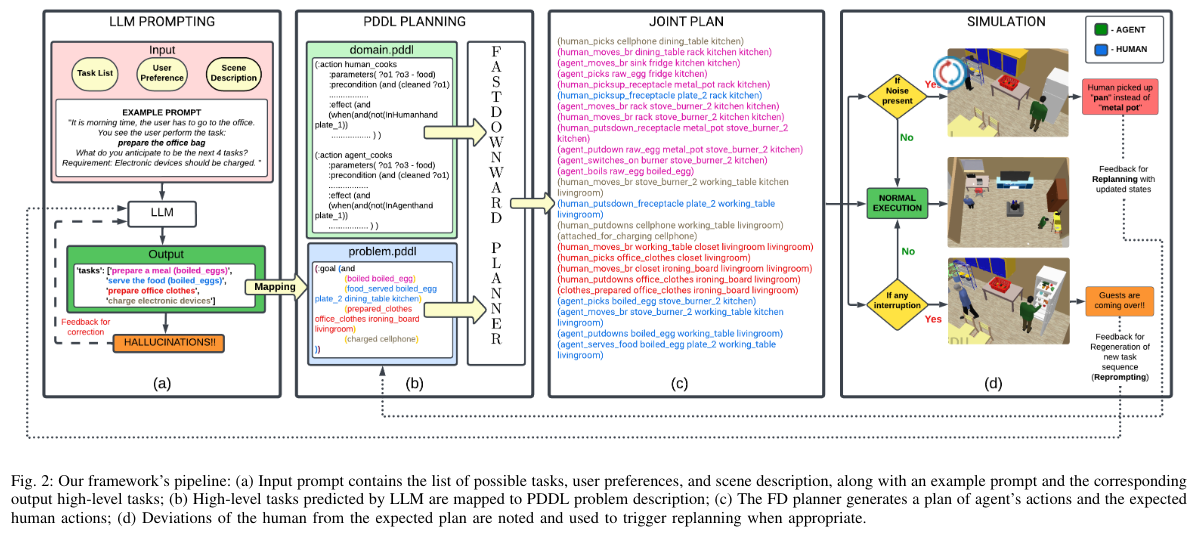 LLM PROMPTING
Input
Task List
User
Preference
Scene
Description
EXAMPLE PROMPT
"It is morning time, the user has to go to the office.
You see the user perform the task:
prepare the office bag
What do you anticipate to be the next 4 tasks?
Requirement: Electronic devices should be charged. "
LLM
Output
'tasks': ['prepare a meal (boiled_eggs)',
'serve the food (boiled_eggs)',
'prepare office clothes',
'charge electronic devices']
Feedback for
correction
HALLUCINATIONS!!
(a)
Mapping
PDDL PLANNING
domain.pddl
(:action human_cooks
:parameters( ?o1 ?o3 - food)
:precondition (and (cleaned ?o1)
:effect (and
(when(and(not(InHumanhand
plate_1))
(:action agent_cooks
:parameters( ?o1 ?o3 - food)
:precondition (and (cleaned ?o1)
:effect (and
(when(and(not(InAgenthand
plate_1))
problem.pddl
(:goal (and
(boiled boiled_egg)
(food_served boiled_egg
plate_2 dining_table kitchen)
(prepared_clothes
office_clothes ironing_board
livingroom)
(charged cellphone)
))
FASTDOWNWARD PLANNER
(b)
JOINT PLAN
(human_picks cellphone dining_table kitchen)
(human_moves_br dining_table rack kitchen kitchen)
(agent_moves_br sink fridge kitchen kitchen)
(agent_picks raw_egg fridge kitchen)
(human_picksup_receptacle metal_pot rack kitchen)
(human_pickup_freceptacle plate_2 rack kitchen)
(agent_moves_br rack stove_burner_2 kitchen kitchen)
(human_moves_br rack stove_burner_2 kitchen kitchen)
(human_putsdown_receptacle metal_pot stove_burner_2
kitchen)
(agent_putdown raw_egg metal_pot stove_burner_2 kitchen)
(agent_switches_on burner stove_burner_2 kitchen)
(agent_boils raw_egg boiled_egg)
(human_moves_br stove_burner_2 working_table kitchen
livingroom)
(human_putsdown_freceptacle plate_2 working_table
livingroom)
(human_putdowns cellphone working_table livingroom)
(attached_for_charging cellphone)
(human_moves_br working_table closet livingroom livingroom)
(human_picks office_clothes closet livingroom)
(human_moves_br closet ironing_board livingroom livingroom)
(human_putdowns office_clothes ironing_board livingroom)
(clothes_prepared office_clothes ironing_board livingroom)
(agent_picks boiled_egg stove_burner_2 kitchen)
(agent_moves_br stove_burner_2 working_table kitchen
livingroom)
(agent_putdowns boiled_egg working_table livingroom)
(agent_serves_food boiled_egg plate_2 working_table
livingroom)
(c)
SIMULATION
- AGENT
- HUMAN
If
Noise
present
Yes
No
NORMAL
EXECUTION
No
If any
interruption
Yes
Human picked up
"pan" instead of
"metal pot"
Feedback for
Replanning with
updated states
Guests are
coming over!!
Feedback for
Regeneration of
new task
sequence
(Reprompting)
(d)
Fig. 2: Our framework's pipeline: (a) Input prompt contains the list of possible tasks, user preferences, and scene description, along with an example prompt and the corresponding
output high-level tasks; (b) High-level tasks predicted by LLM are mapped to PDDL problem description; (c) The FD planner generates a plan of agent's actions and the expected
human actions; (d) Deviations of the human from the expected plan are noted and used to trigger replanning when appropriate.